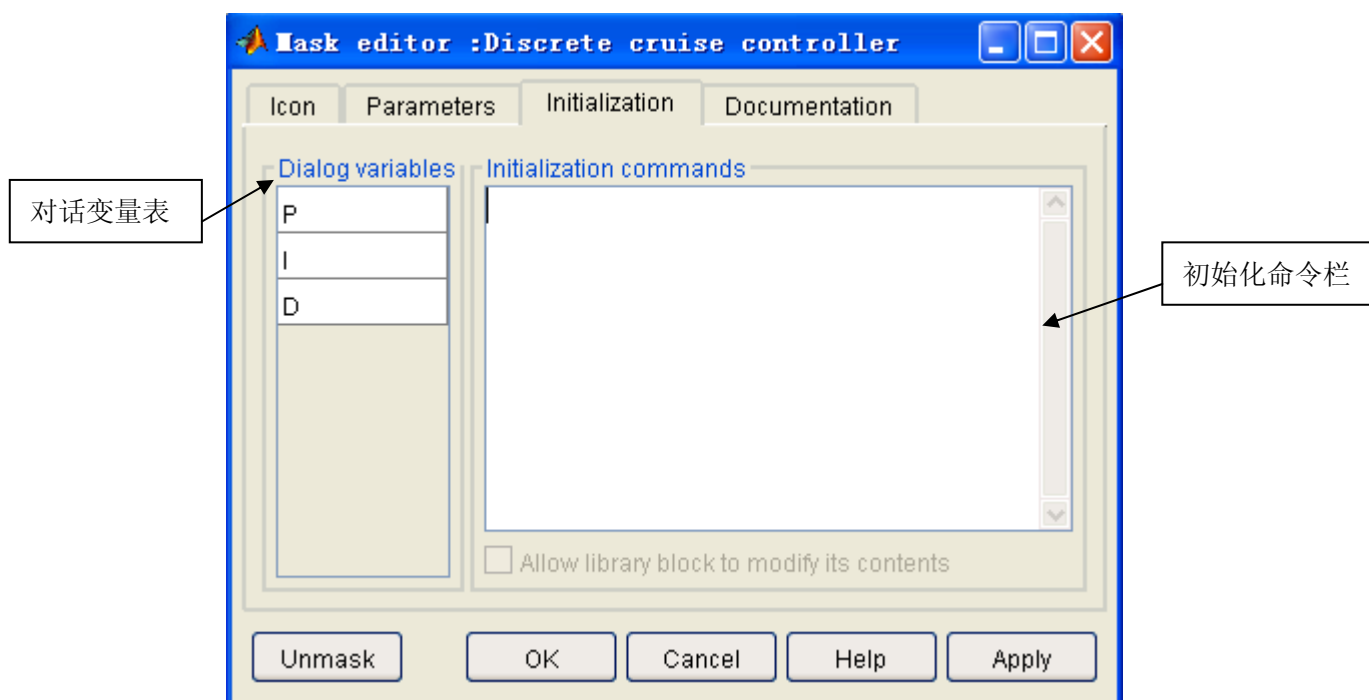 Mask editor :Discrete cruise controller
Icon Parameters Initialization Documentation
Dialog variables Initialization commands
对话变量表
P
I
D
初始化命令栏
Allow library block to modify its contents
Unmask OK Cancel Help Apply